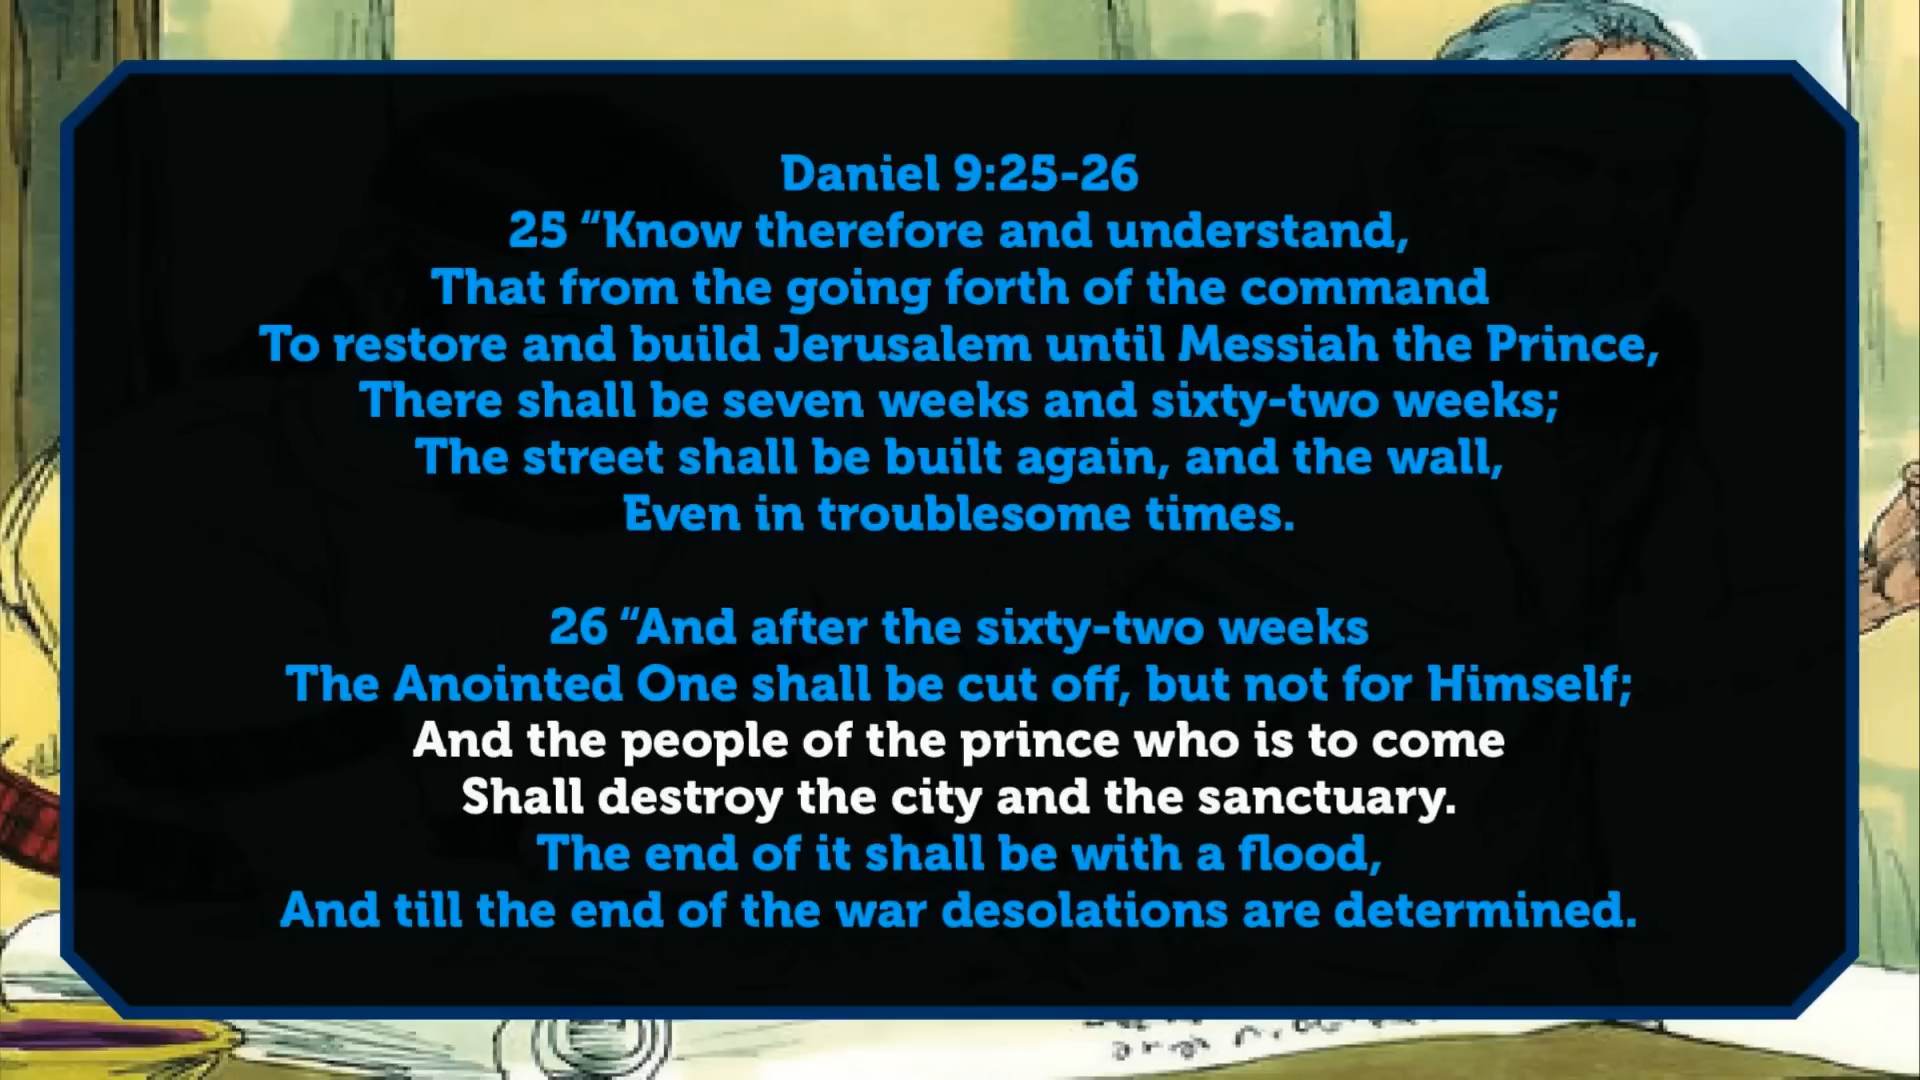 Daniel 9:25-26
25 “Know therefore and understand,
That from the going forth of the command
To restore and build Jerusalem until Messiah the Prince,
There shall be seven weeks and sixty-two weeks;
The street shall be built again, and the wall,
Even in troublesome times.
26 “And after the sixty-two weeks
The Anointed One shall be cut off, but not for Himself;
And the people of the prince who is to come
Shall destroy the city and the sanctuary.
The end of it shall be with a flood,
And till the end of the war desolations are determined.